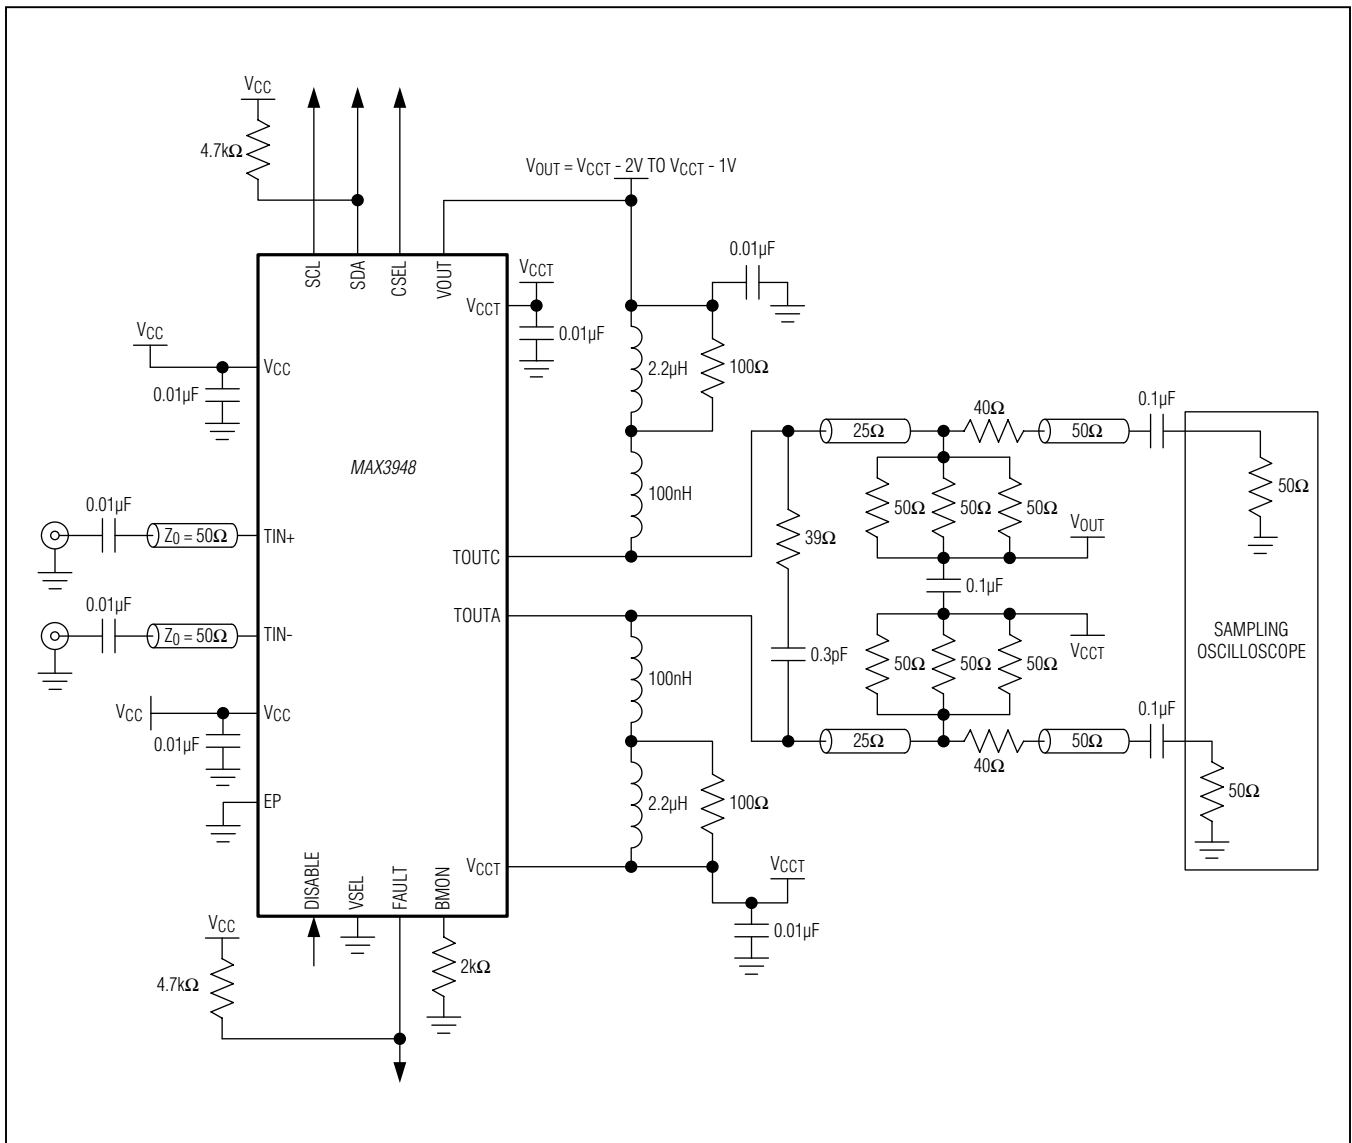 VCC
4.7kΩ
VOUT = VCCT - 2V TO VCCT - 1V
0.01µF
SCL
SDA
CSEL
VOUT
VCCT
VCCT
0.01µF
2.2µH
100Ω
VCC
VCC
0.01µF
0.1µF
40Ω
25Ω
50Ω
MAX3948
100nH
50Ω
50Ω
50Ω
50Ω
0.01µF
VOUT
Z0 = 50Ω
TIN+
39Ω
TOUTC
0.1µF
0.01µF
TOUTA
Z0 = 50Ω
TIN-
SAMPLING
OSCILLOSCOPE
0.3pF
VCCT
100nH
50Ω
50Ω
50Ω
VCC
VCC
0.01µF
0.1µF
25Ω
50Ω
40Ω
50Ω
EP
2.2µH
100Ω
VCCT
VCCT
DISABLE
VSEL
FAULT
BMON
0.01µF
VCC
4.7kΩ
2kΩ